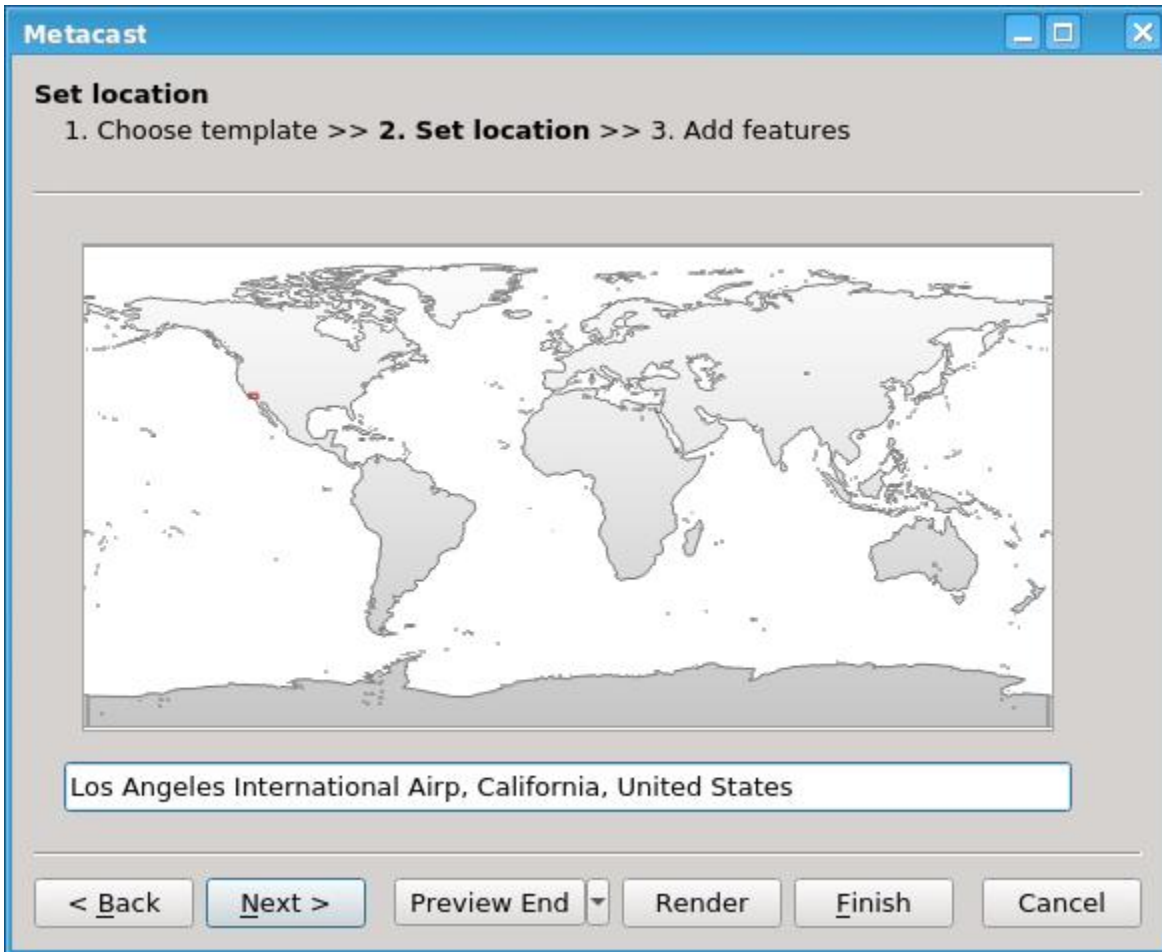 Metacast
Set location
1. Choose template >> 2. Set location >> 3. Add features
Los Angeles International Airp, California, United States
< Back Next > Preview End Render Finish Cancel